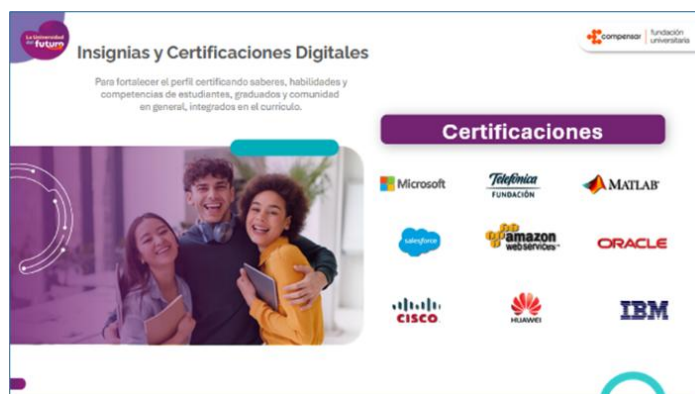 La Universidad
del futuro
Insignias y Certificaciones Digitales
compensar | fundación
universitaria
Para fortalecer el perfil certificando saberes, habilidades y
competencias de estudiantes, graduados y comunidad
en general, integrados en el currículo.
Certificaciones
Microsoft
Telefónica
FUNDACIÓN
MATLAB
salesforce
amazon
webservices
ORACLE
CISCO
HUAWEI
IBM